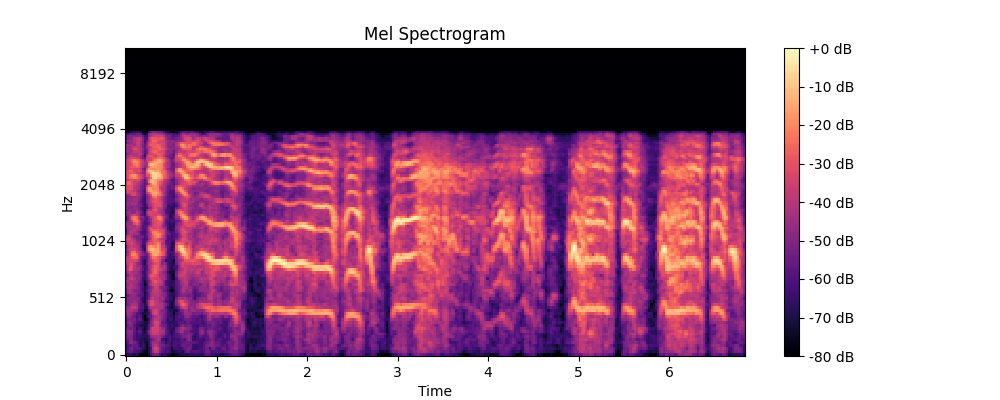 Mel Spectrogram
Hz
8192
4096
2048
1024
512
0
0 1 2 3 4 5 6
Time
+0 dB
-10 dB
-20 dB
-30 dB
-40 dB
-50 dB
-60 dB
-70 dB
-80 dB